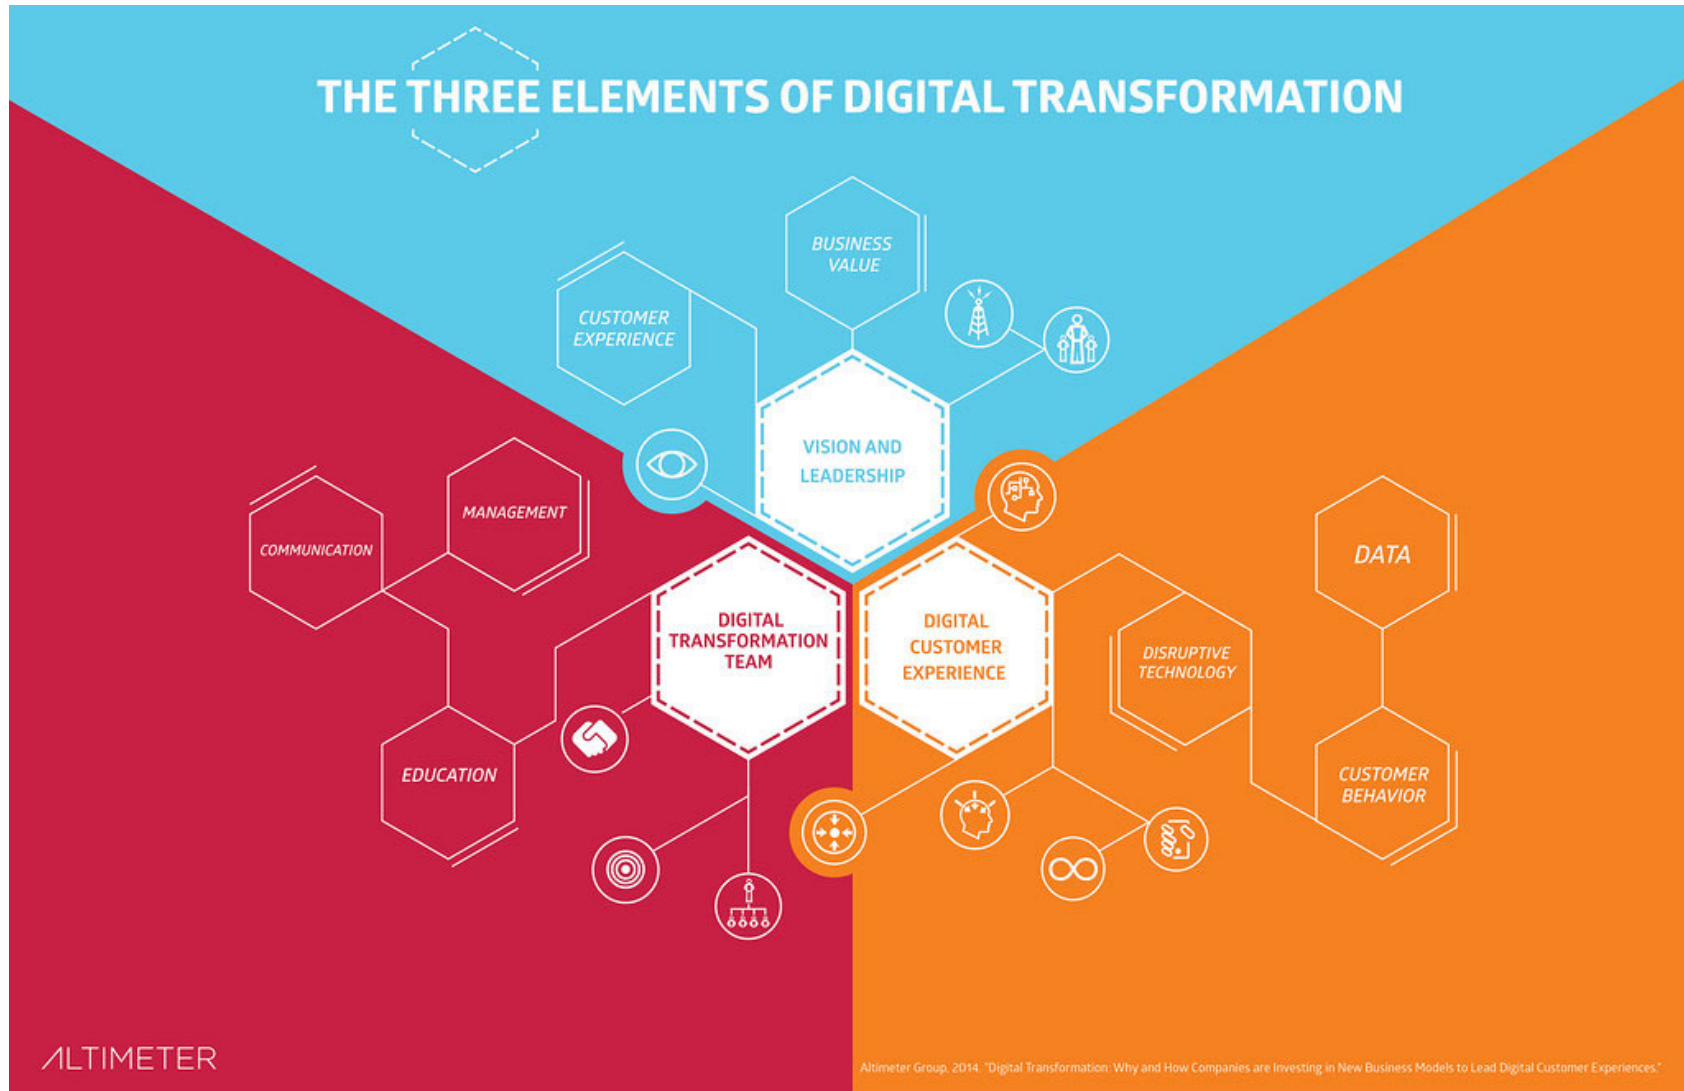 THE THREE ELEMENTS OF DIGITAL TRANSFORMATION
BUSINESS
VALUE
CUSTOMER
EXPERIENCE
VISION AND
LEADERSHIP
MANAGEMENT
COMMUNICATION
EDUCATION
DIGITAL
TRANSFORMATION
TEAM
DIGITAL
CUSTOMER
EXPERIENCE
DISRUPTIVE
TECHNOLOGY
DATA
CUSTOMER
BEHAVIOR
ALTIMETER
Altimeter Group, 2014. "Digital Transformation: Why and How Companies are Investing in New Business Models to Lead Digital Customer Experiences."